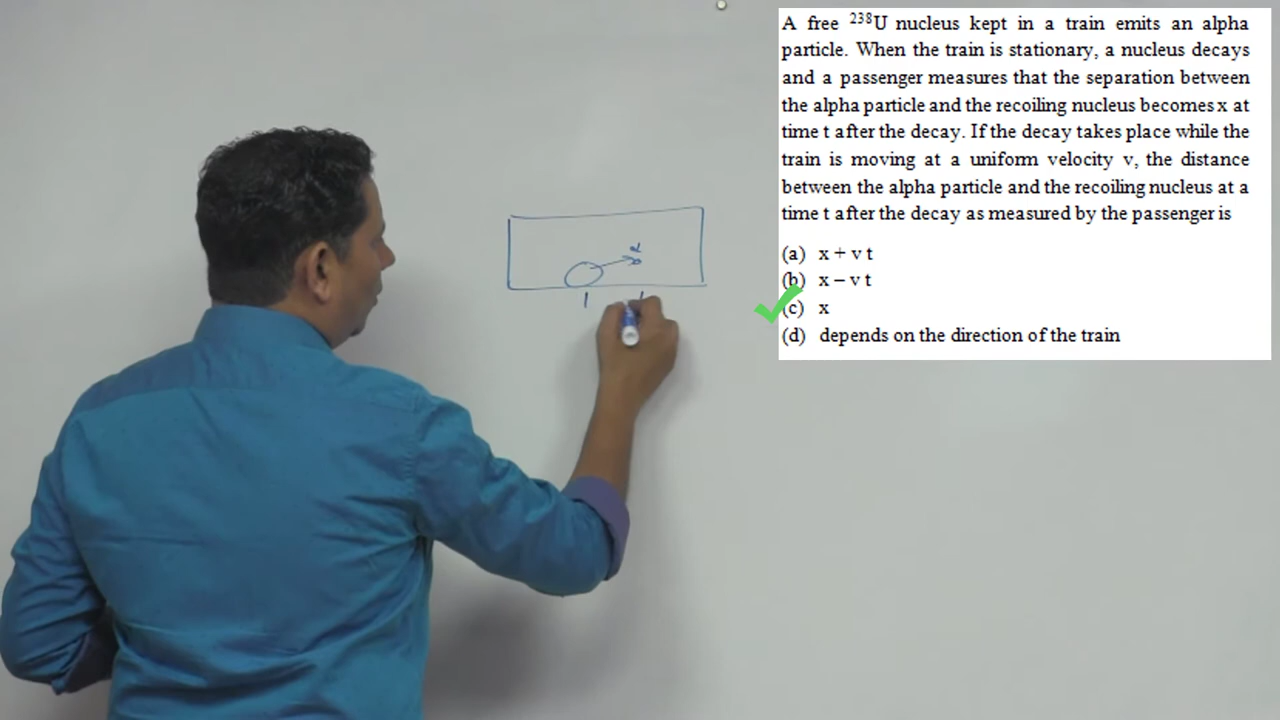 A free ²³⁸U nucleus kept in a train emits an alpha
particle. When the train is stationary, a nucleus decays
and a passenger measures that the separation between
the alpha particle and the recoiling nucleus becomes x at
time t after the decay. If the decay takes place while the
train is moving at a uniform velocity v, the distance
between the alpha particle and the recoiling nucleus at a
time t after the decay as measured by the passenger is
(a) x + v t
(b) x – v t
(c) x
(d) depends on the direction of the train